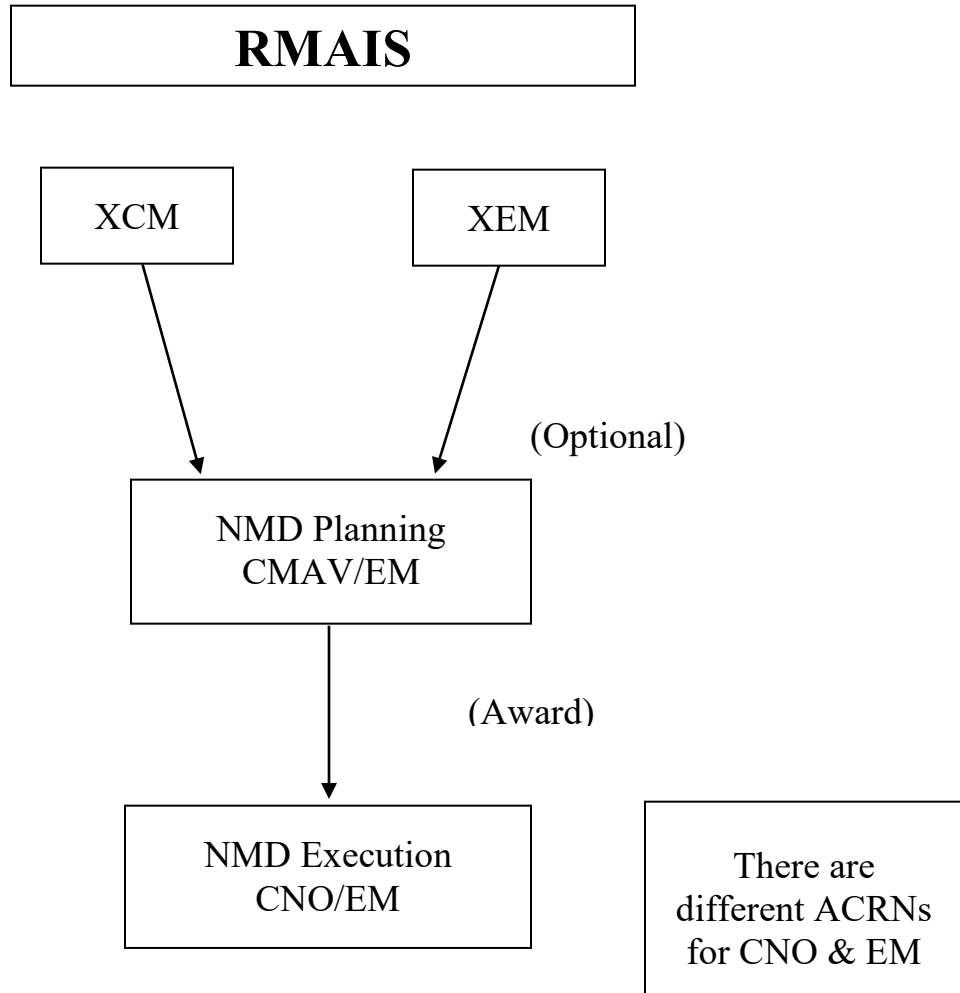 RMAIS
XCM
XEM
(Optional)
NMD Planning
CMAV/EM
(Award)
NMD Execution
CNO/EM
There are
different ACRNs
for CNO & EM